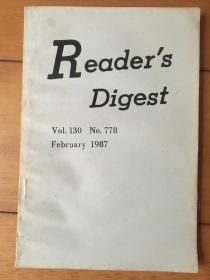 Reader's
Digest
Vol. 130 No. 778
February 1987